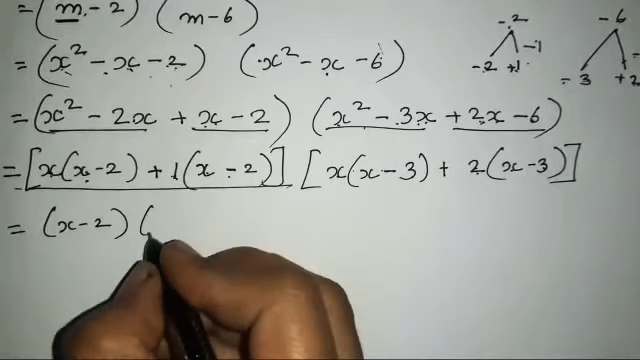 = (m - 2) (m - 6)
= (x² - x - 2) (x² - x - 6)
= (x² - 2x + x - 2) (x² - 3x + 2x - 6)
= [x(x - 2) + 1(x - 2)] [x(x - 3) + 2(x - 3)]
= (x - 2) (
-2
-1
-2 +1
-6
-3 +2